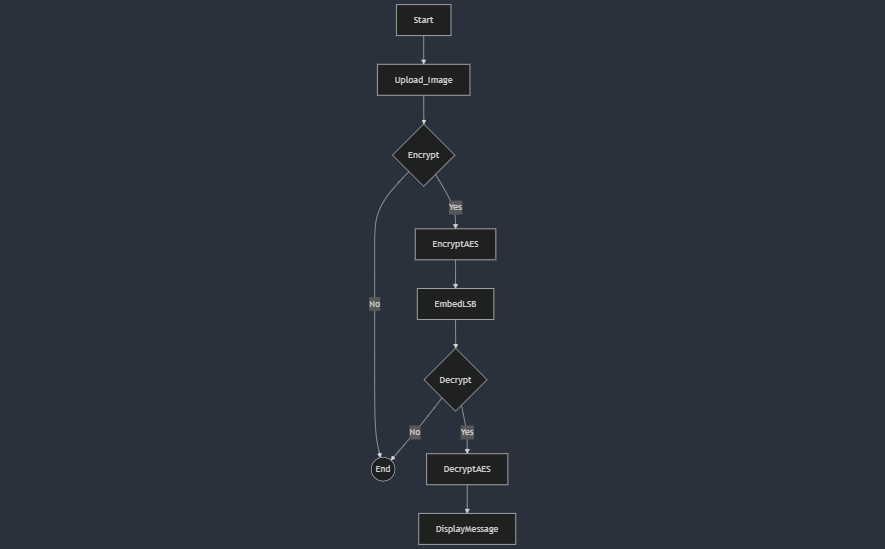 Start
Upload_Image
Encrypt
Yes
EncryptAES
EmbedLSB
No
Decrypt
No
Yes
End
DecryptAES
DisplayMessage